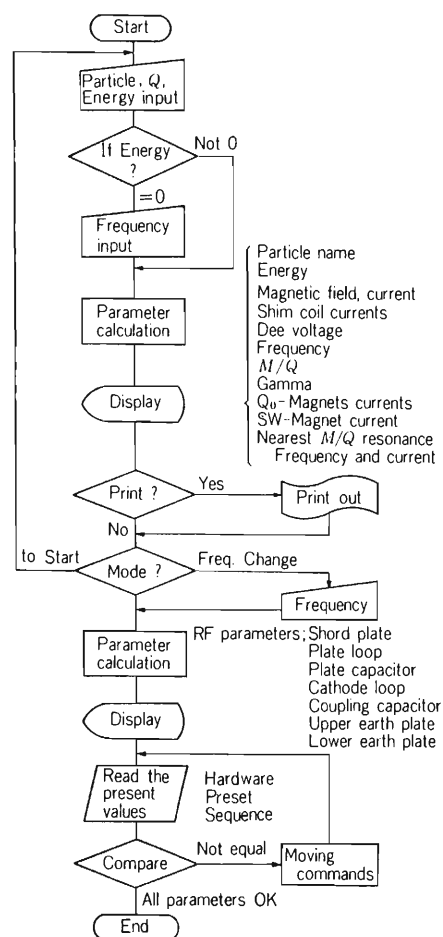 Start
Particle, Q,
Energy input
If Energy
?
Not 0
=0
Frequency
input
Parameter
calculation
Display
Particle name
Energy
Magnetic field, current
Shim coil currents
Dee voltage
Frequency
M/Q
Gamma
Q₀-Magnets currents
SW-Magnet current
Nearest M/Q resonance
Frequency and current
Print ?
Yes
Print out
No
to Start
Mode ?
Freq. Change
Frequency
Parameter
calculation
RF parameters; Shord plate
Plate loop
Plate capacitor
Cathode loop
Coupling capacitor
Upper earth plate
Lower earth plate
Display
Read the
present
values
Hardware
Preset
Sequence
Compare
Not equal
Moving
commands
All parameters OK
End